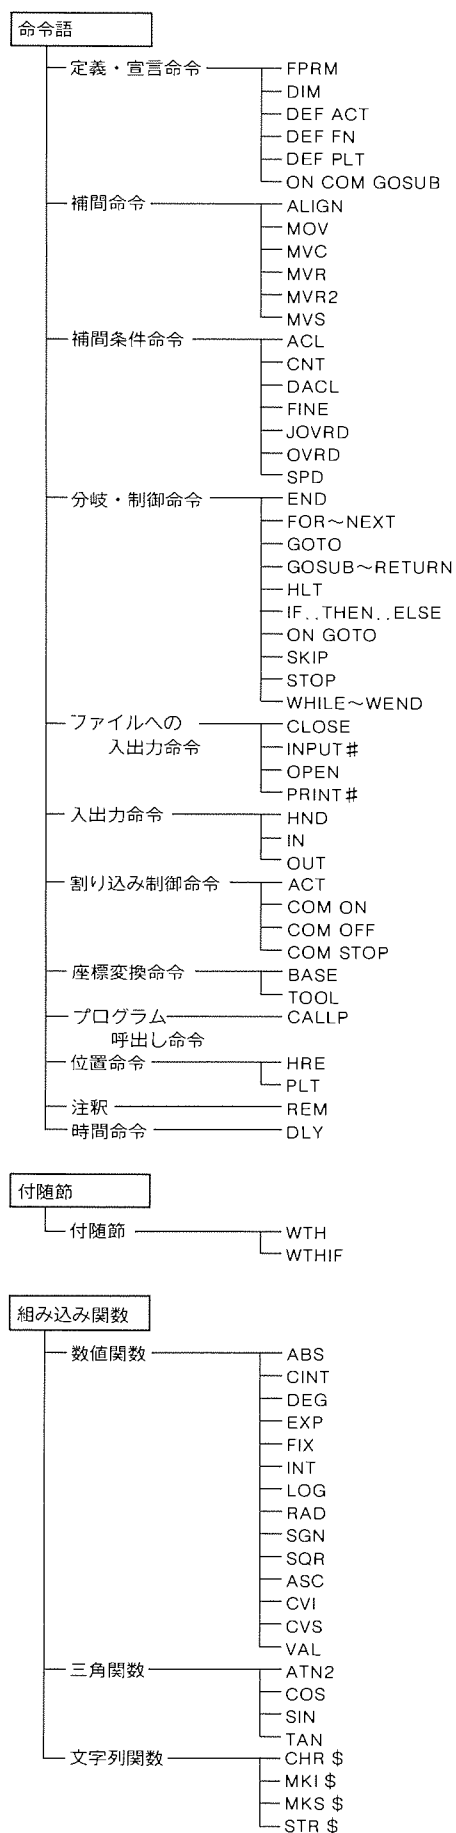 命令語
定義・宣言命令 FPRM
DIM
DEF ACT
DEF FN
DEF PLT
ON COM GOSUB
補間命令 ALIGN
MOV
MVC
MVR
MVR2
MVS
補間条件命令 ACL
CNT
DACL
FINE
JOVRD
OVRD
SPD
分岐・制御命令 END
FOR～NEXT
GOTO
GOSUB～RETURN
HLT
IF..THEN..ELSE
ON GOTO
SKIP
STOP
WHILE～WEND
ファイルへの CLOSE
入出力命令 INPUT#
OPEN
PRINT#
入出力命令 HND
IN
OUT
割り込み制御命令 ACT
COM ON
COM OFF
COM STOP
座標変換命令 BASE
TOOL
プログラム CALLP
呼出し命令
位置命令 HRE
PLT
注釈 REM
時間命令 DLY
付随節
付随節 WTH
WTHIF
組み込み関数
数値関数 ABS
CINT
DEG
EXP
FIX
INT
LOG
RAD
SGN
SQR
ASC
CVI
CVS
VAL
三角関数 ATN2
COS
SIN
TAN
文字列関数 CHR $
MKI $
MKS $
STR $